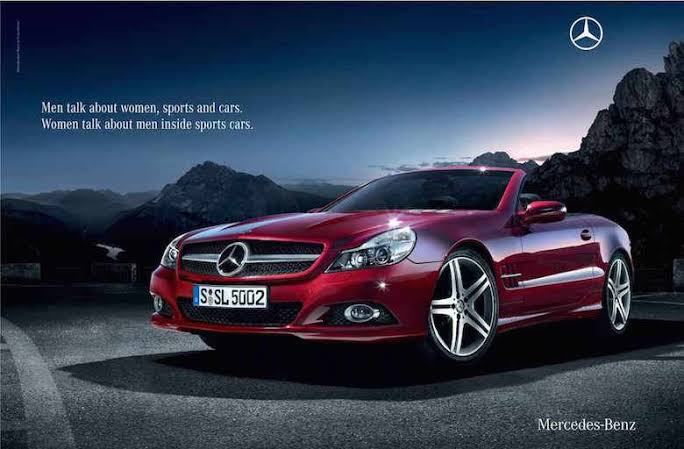 Men talk about women, sports and cars.
Women talk about men inside sports cars.
S SL 5002
Mercedes-Benz